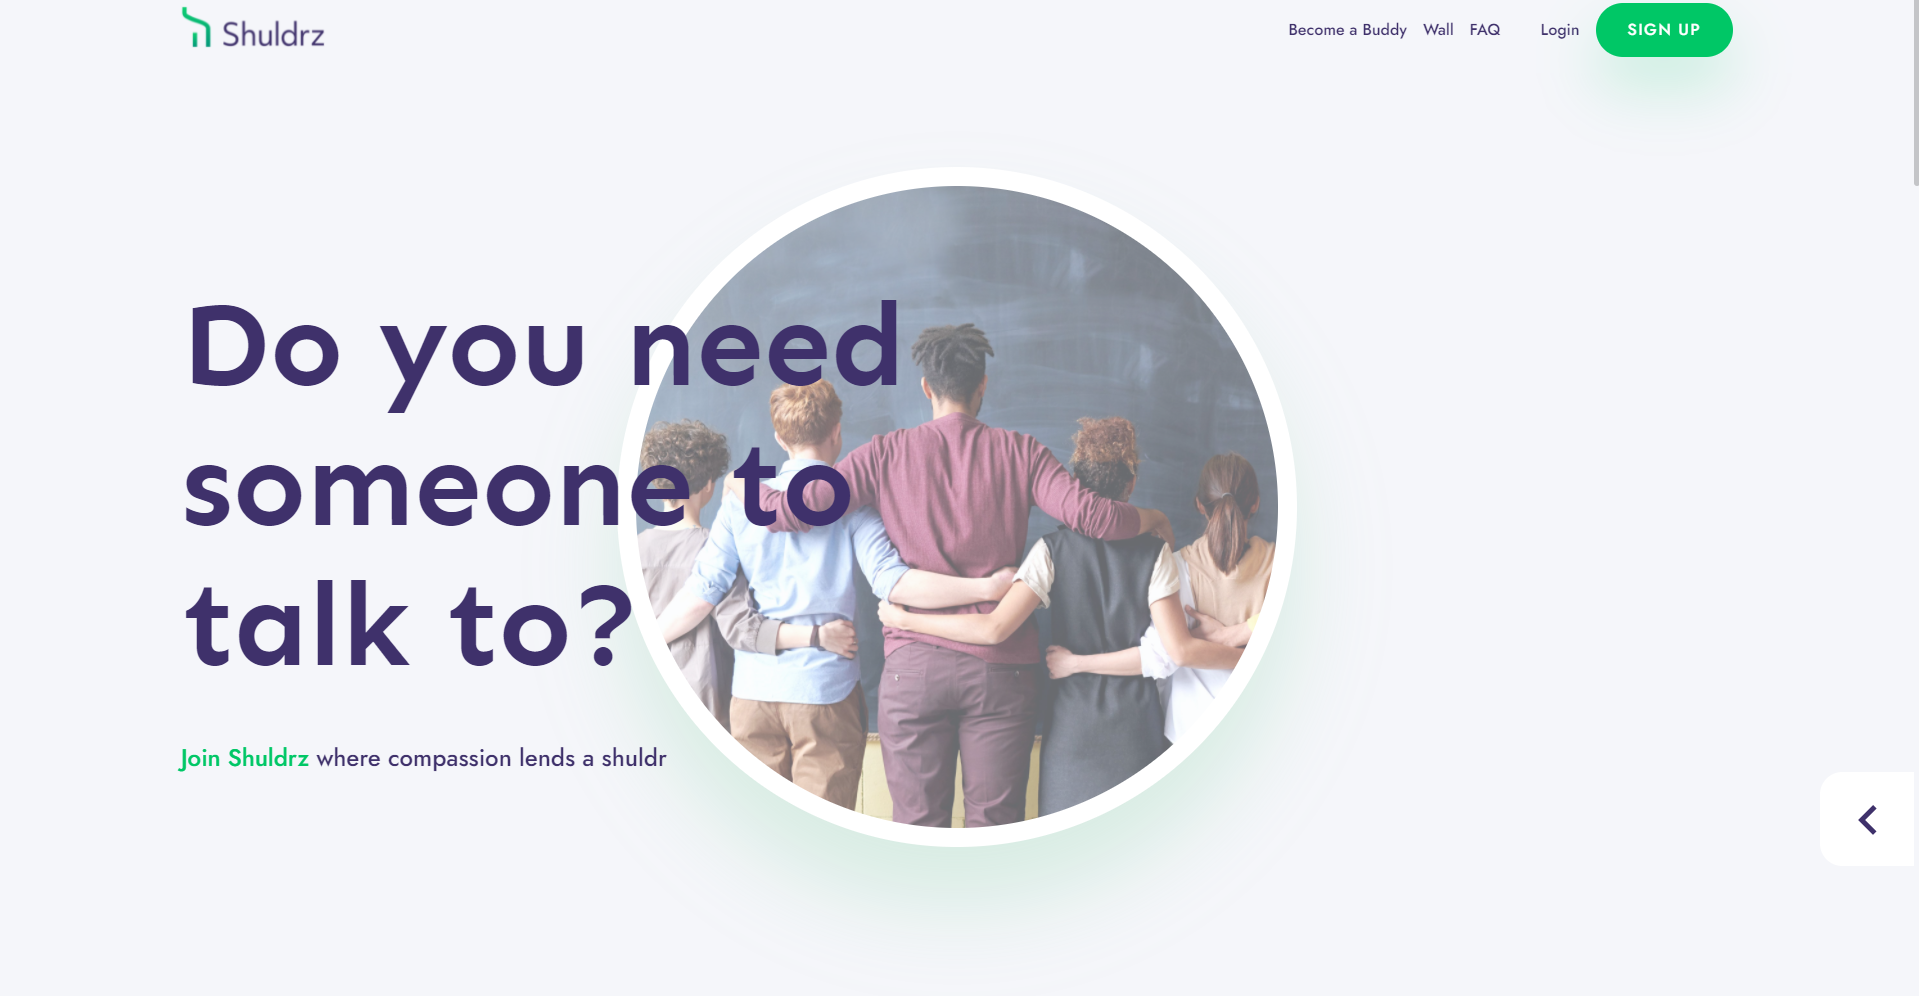 Shuldrz
Become a Buddy Wall FAQ Login SIGN UP
Do you need
someone to
talk to?
Join Shuldrz where compassion lends a shuldr